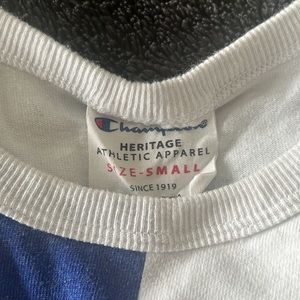 Champion
HERITAGE
ATHLETIC APPAREL
SIZE-SMALL
SINCE 1919